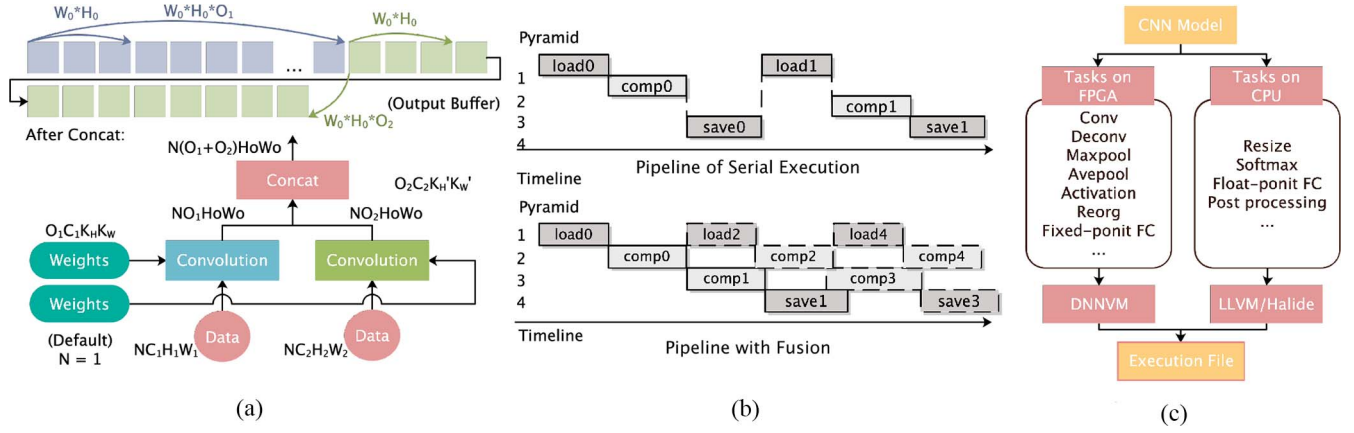 W₀*H₀
W₀*H₀*O₁
W₀*H₀
...
(Output Buffer)
W₀*H₀*O₂
After Concat:
N(O₁+O₂)HoWo
Concat
O₂C₂Kʜ'Kᴡ'
NO₁HoWo
NO₂HoWo
O₁C₁KʜKᴡ
Weights
Convolution
Convolution
Weights
(Default)
N = 1
NC₁H₁W₁
Data
NC₂H₂W₂
Data
(a)
Pyramid
load0
load1
1
comp0
2
comp1
3
save0
save1
4
Pipeline of Serial Execution
Timeline
Pyramid
1
load0
load2
load4
2
comp0
comp2
comp4
3
comp1
comp3
4
save1
save3
Timeline
Pipeline with Fusion
(b)
CNN Model
Tasks on
FPGA
Conv
Deconv
Maxpool
Avepool
Activation
Reorg
Fixed-ponit FC
...
DNNVM
Tasks on
CPU
Resize
Softmax
Float-ponit FC
Post processing
...
LLVM/Halide
Execution File
(c)